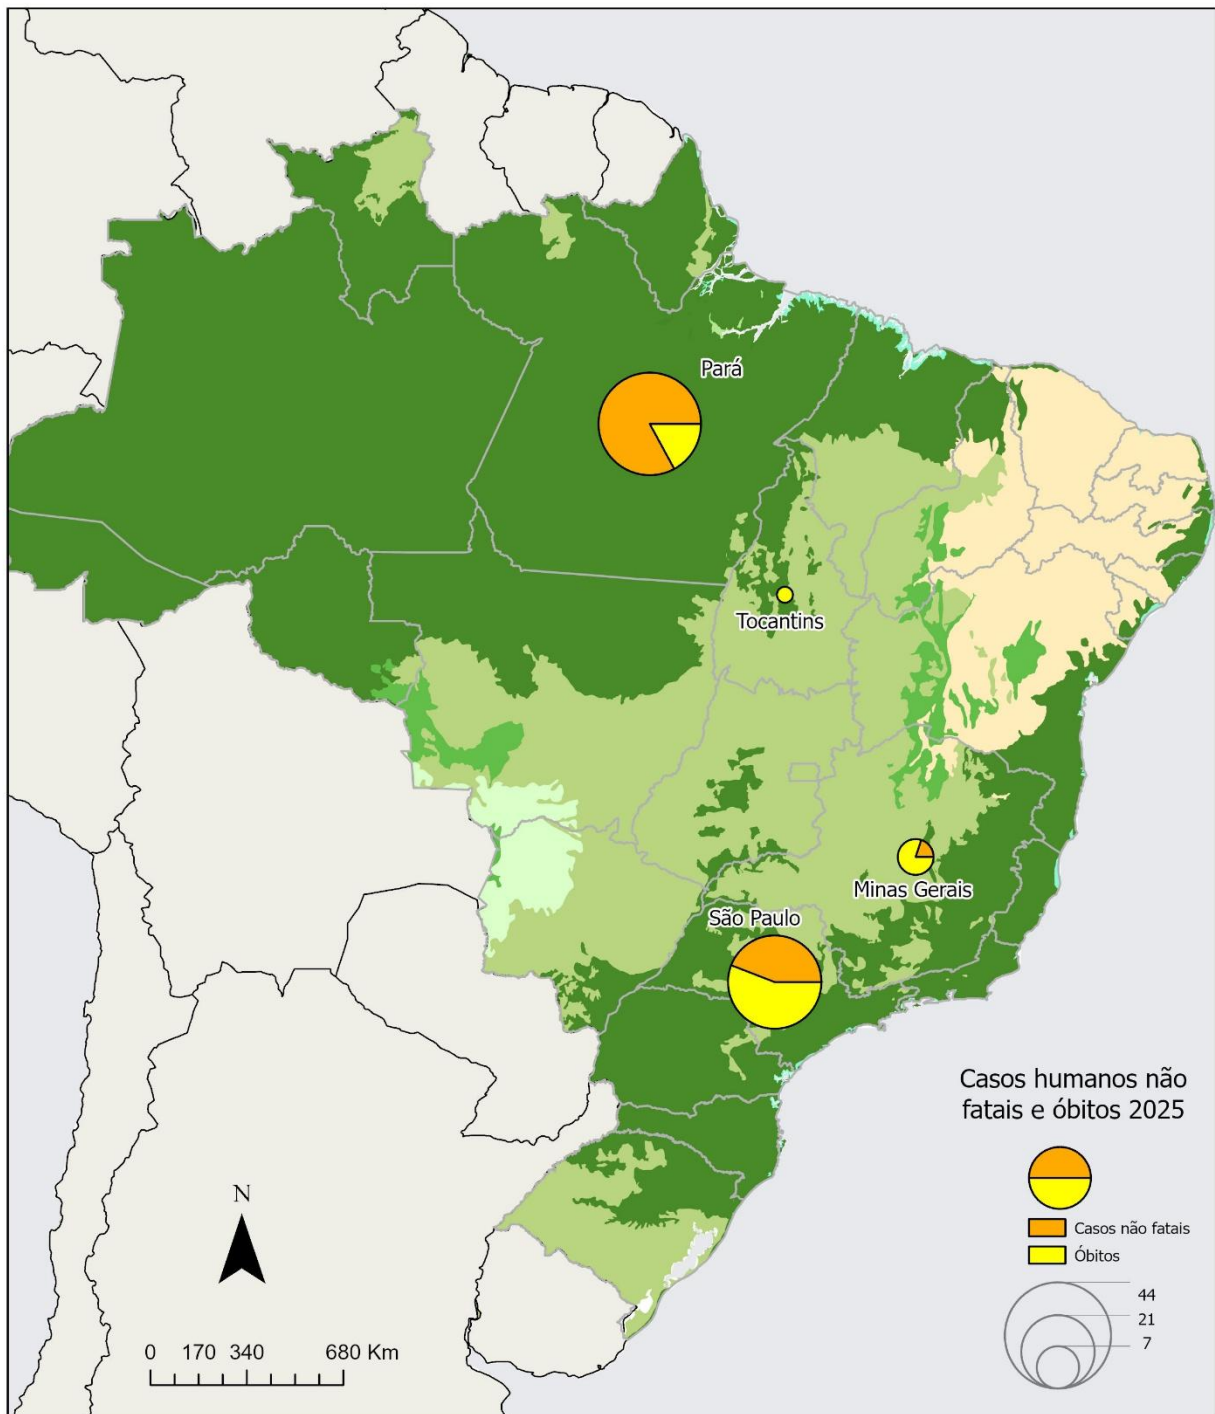 Pará
Tocantins
Minas Gerais
São Paulo
Casos humanos não
fatais e óbitos 2025
Casos não fatais
Óbitos
44
21
7
N
0 170 340 680 Km